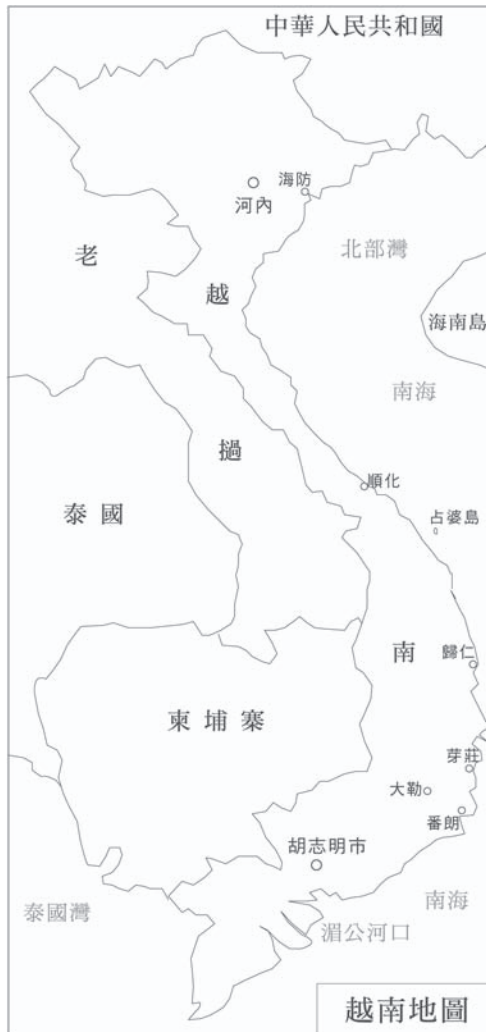 中華人民共和國
海防
河內
北部灣
老
越
海南島
南海
撾
順化
泰國
占婆島
南
歸仁
柬埔寨
芽莊
大勒
番朗
胡志明市
南海
泰國灣
湄公河口
越南地圖